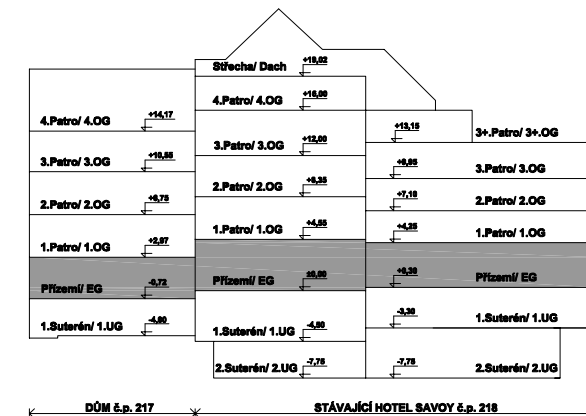 Střecha/ Dach +18,02
4.Patro/ 4.OG +16,00
4.Patro/ 4.OG +14,17
+13,15 3+.Patro/ 3+.OG
3.Patro/ 3.OG +12,00
3.Patro/ 3.OG +10,55
+9,95 3.Patro/ 3.OG
2.Patro/ 2.OG +8,35
2.Patro/ 2.OG +6,75
+7,18 2.Patro/ 2.OG
1.Patro/ 1.OG +4,55
+4,25 1.Patro/ 1.OG
1.Patro/ 1.OG +2,97
Přízemí/ EG ±0,00
+0,30 Přízemí/ EG
Přízemí/ EG -0,72
-3,30 1.Suterén/ 1.UG
1.Suterén/ 1.UG -4,80
1.Suterén/ 1.UG -4,50
2.Suterén/ 2.UG -7,75
-7,75 2.Suterén/ 2.UG
DŮM č.p. 217
STÁVAJÍCÍ HOTEL SAVOY č.p. 218